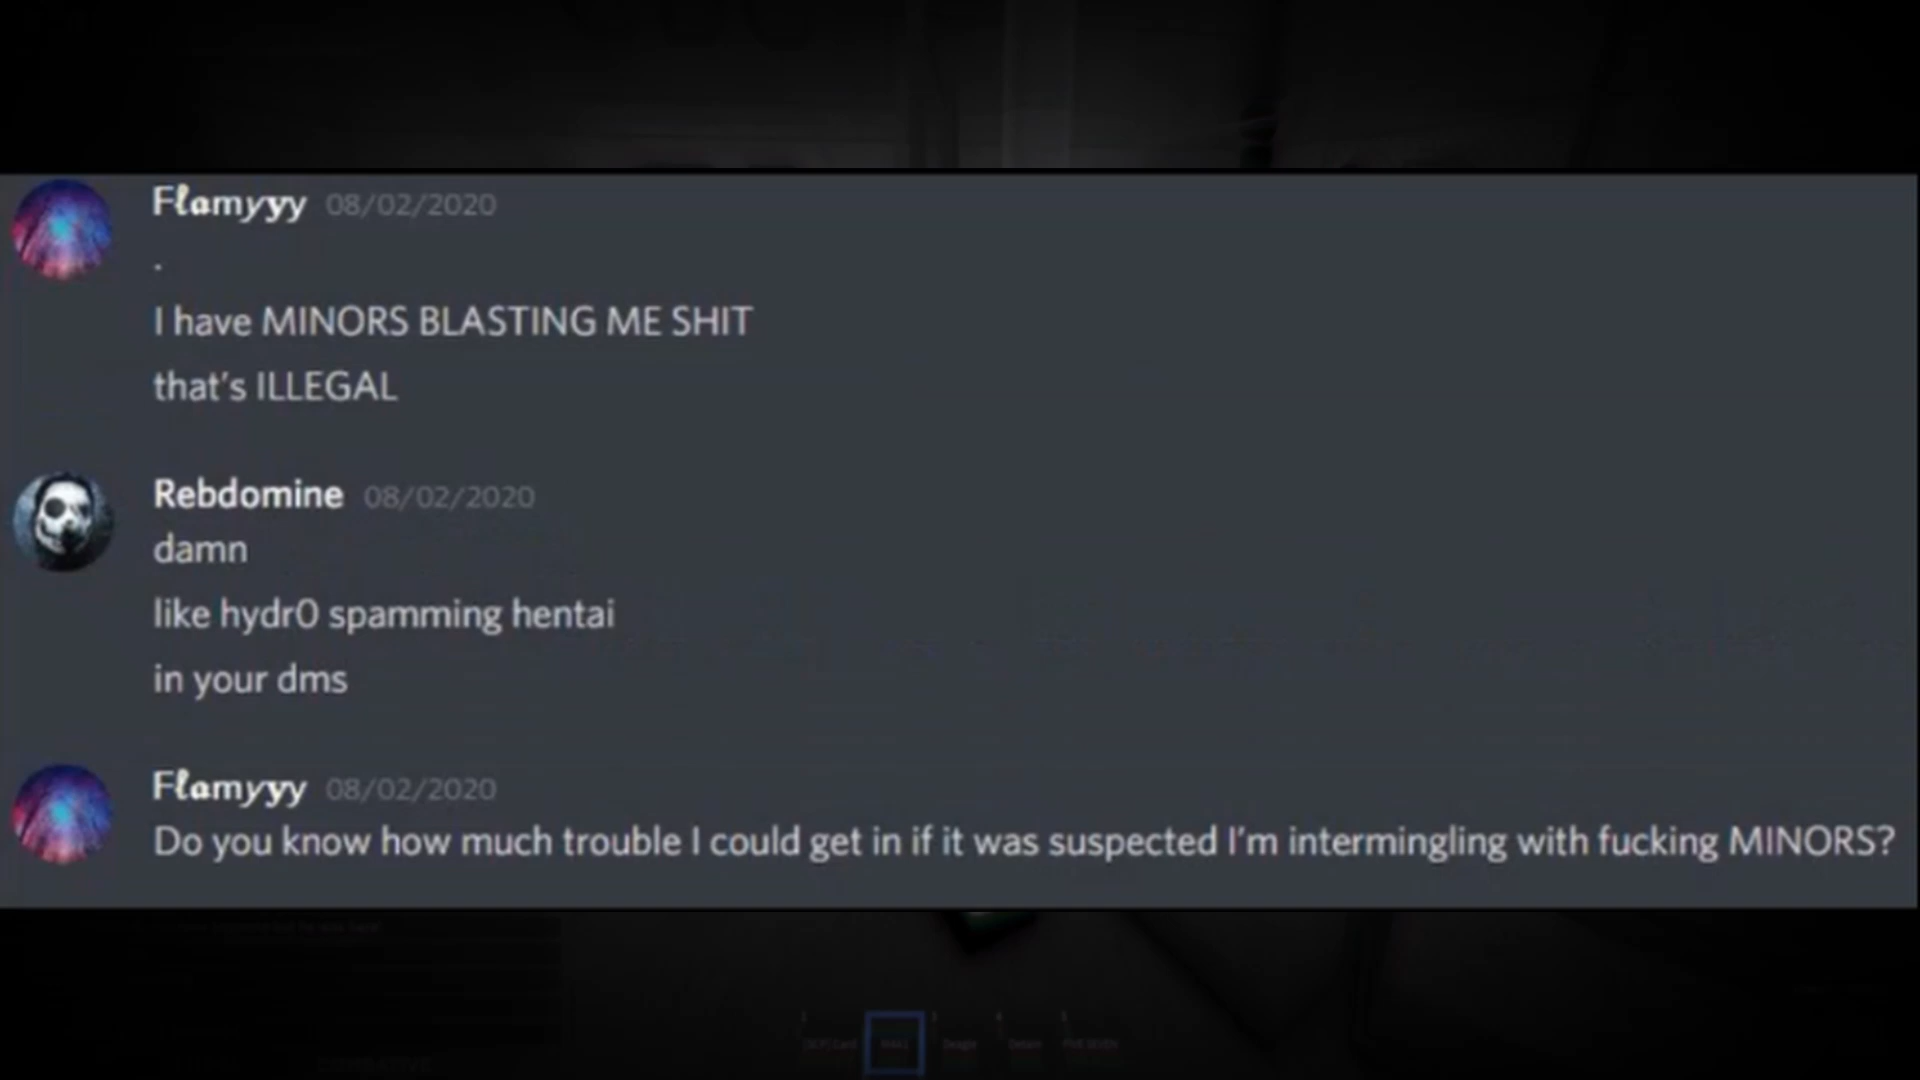 Flamyyy 08/02/2020
.
I have MINORS BLASTING ME SHIT
that's ILLEGAL
Rebdomine 08/02/2020
damn
like hydr0 spamming hentai
in your dms
Flamyyy 08/02/2020
Do you know how much trouble I could get in if it was suspected I'm intermingling with fucking MINORS?